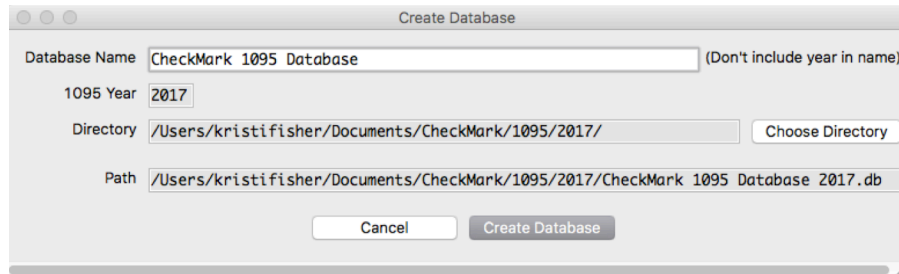 Create Database
Database Name CheckMark 1095 Database (Don't include year in name)
1095 Year 2017
Directory /Users/kristifisher/Documents/CheckMark/1095/2017/ Choose Directory
Path /Users/kristifisher/Documents/CheckMark/1095/2017/CheckMark 1095 Database 2017.db
Cancel Create Database